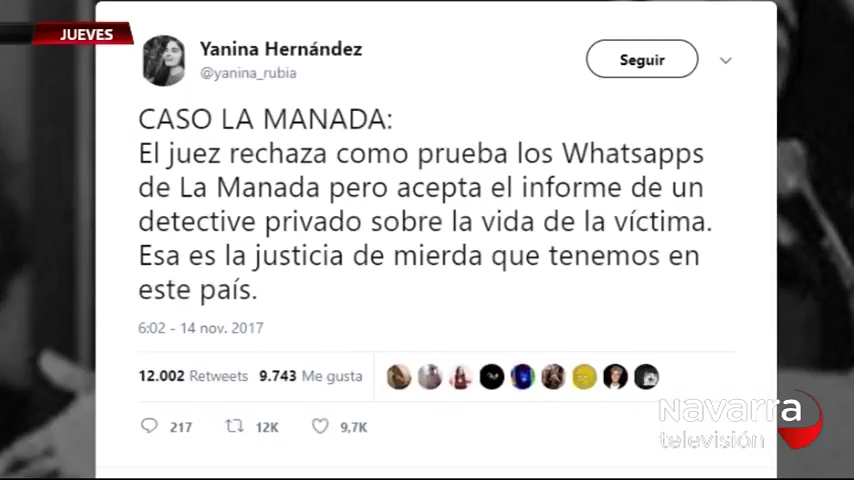 JUEVES
Yanina Hernández
@yanina_rubia
Seguir
CASO LA MANADA:
El juez rechaza como prueba los Whatsapps
de La Manada pero acepta el informe de un
detective privado sobre la vida de la víctima.
Esa es la justicia de mierda que tenemos en
este país.
6:02 - 14 nov. 2017
12.002 Retweets 9.743 Me gusta
217 12K 9,7K
Navarra
televisión